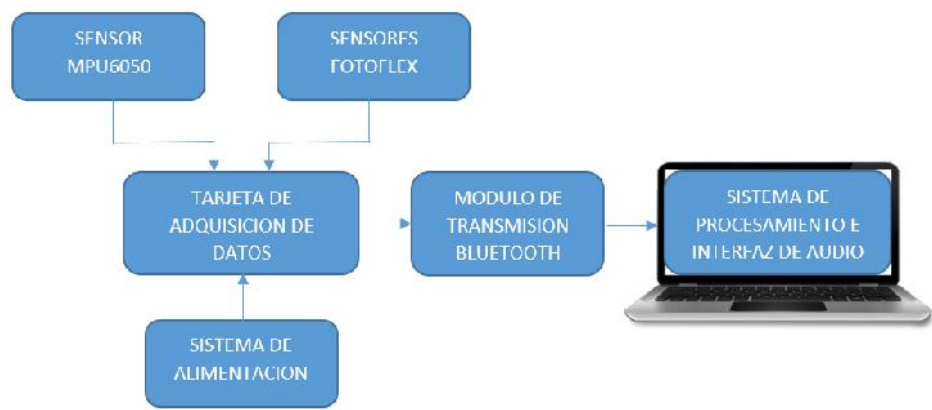 SENSOR
MPU6050
SENSORES
FOTOFLEX
TARJETA DE
ADQUISICION DE
DATOS
MODULO DE
TRANSMISION
BLUETOOTH
SISTEMA DE
PROCESAMIENTO E
INTERFAZ DE AUDIO
SISTEMA DE
ALIMENTACION